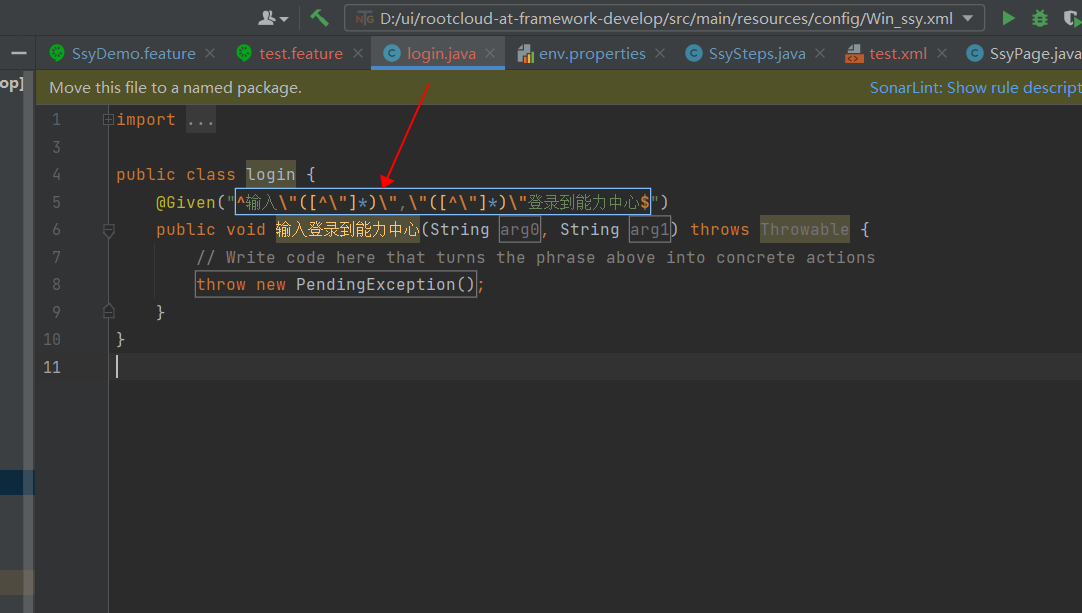 D:/ui/rootcloud-at-framework-develop/src/main/resources/config/Win_ssy.xml
SsyDemo.feature test.feature login.java env.properties SsySteps.java test.xml SsyPage.java
op]
Move this file to a named package. SonarLint: Show rule descript
1 import ...
3
4 public class login {
5 @Given("^输入\"([^\"]*)\",\"([^\"]*)\"登录到能力中心$")
6 public void 输入登录到能力中心(String arg0, String arg1) throws Throwable {
7 // Write code here that turns the phrase above into concrete actions
8 throw new PendingException();
9 }
10 }
11